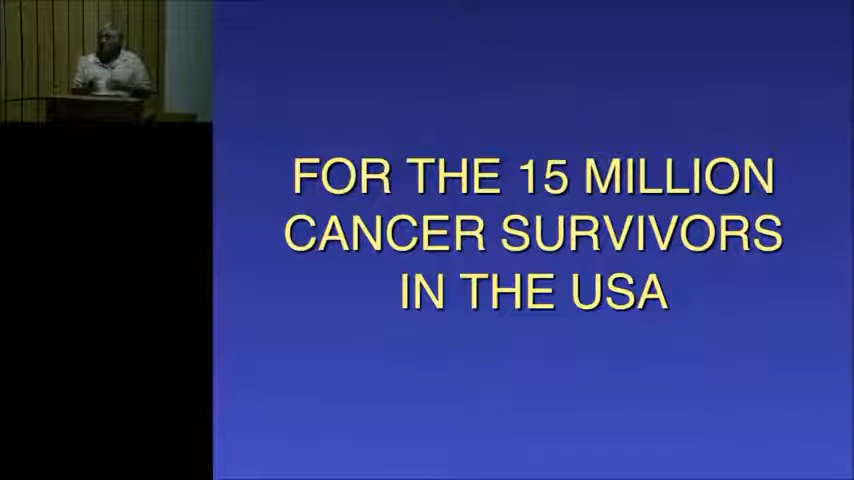 FOR THE 15 MILLION
CANCER SURVIVORS
IN THE USA